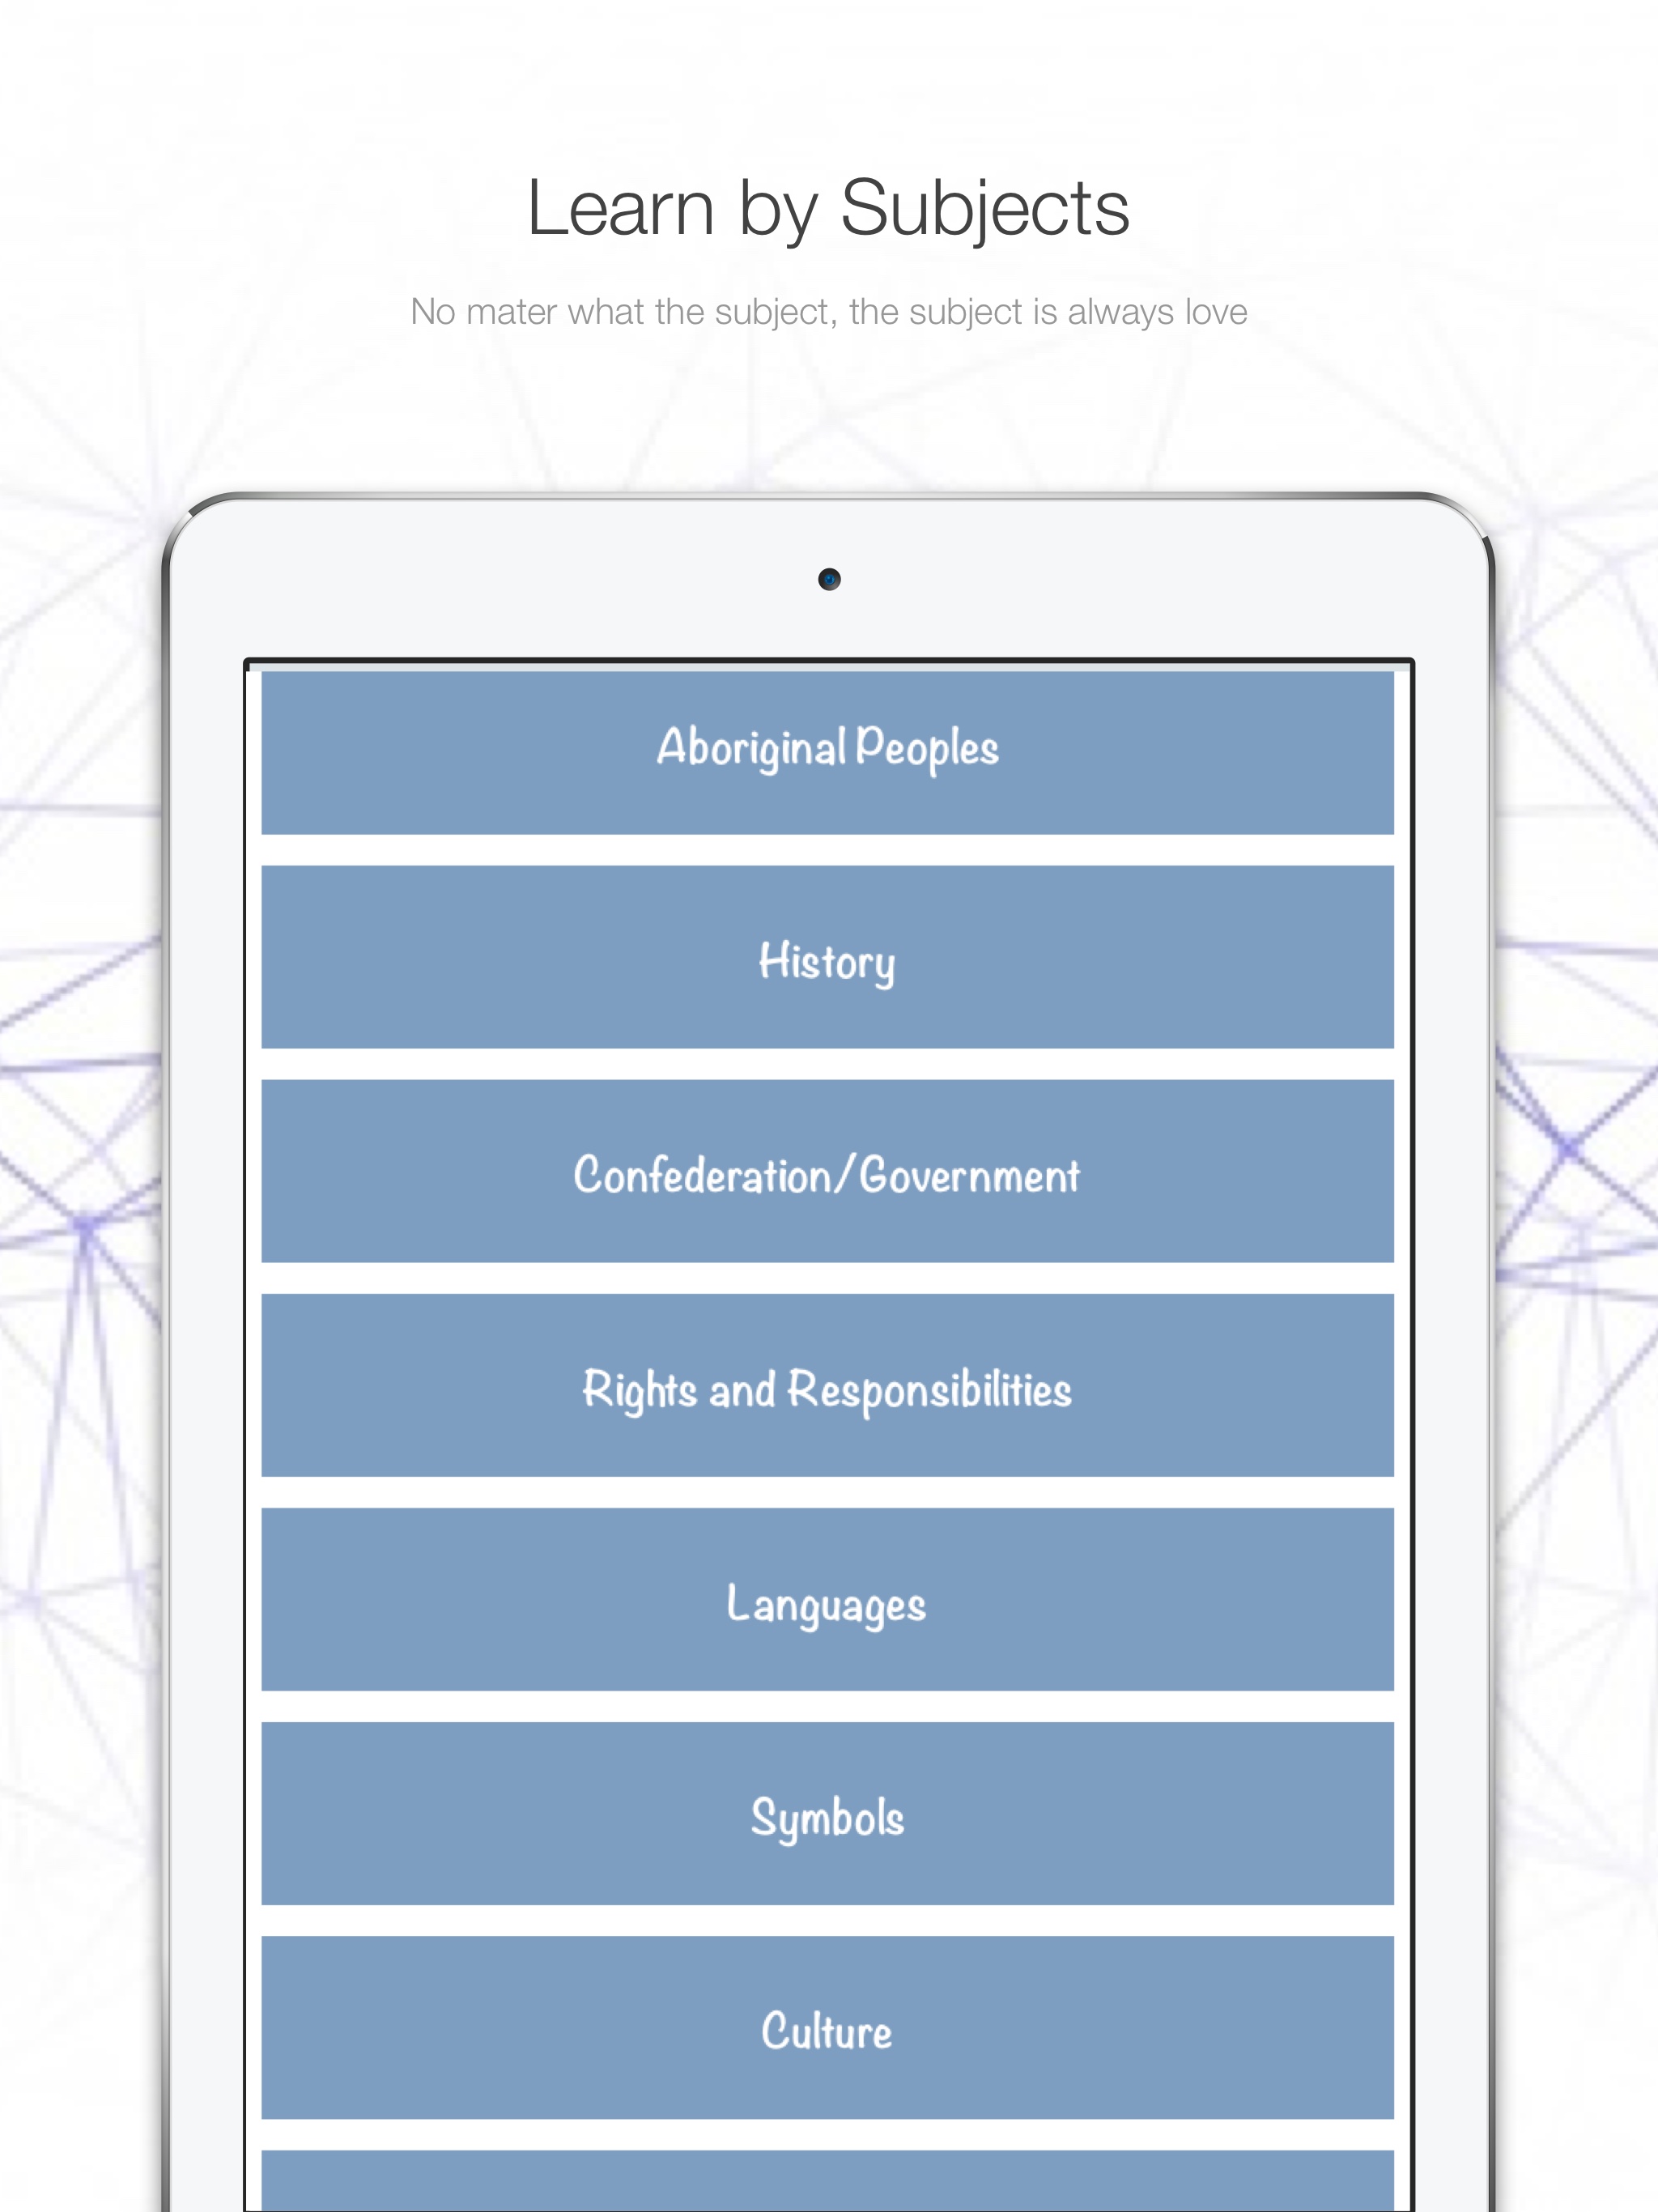 Learn by Subjects
No mater what the subject, the subject is always love
Aboriginal Peoples
History
Confederation/Government
Rights and Responsibilities
Languages
Symbols
Culture